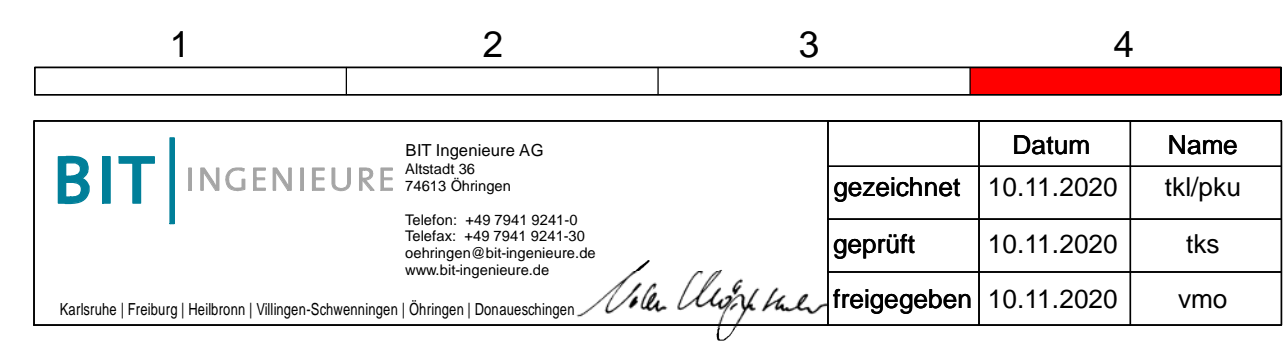 1 2 3 4
BIT INGENIEURE
BIT Ingenieure AG
Altstadt 36
74613 Öhringen
Telefon: +49 7941 9241-0
Telefax: +49 7941 9241-30
oehringen@bit-ingenieure.de
www.bit-ingenieure.de
Karlsruhe | Freiburg | Heilbronn | Villingen-Schwenningen | Öhringen | Donaueschingen
Datum Name
gezeichnet 10.11.2020 tkl/pku
geprüft 10.11.2020 tks
freigegeben 10.11.2020 vmo